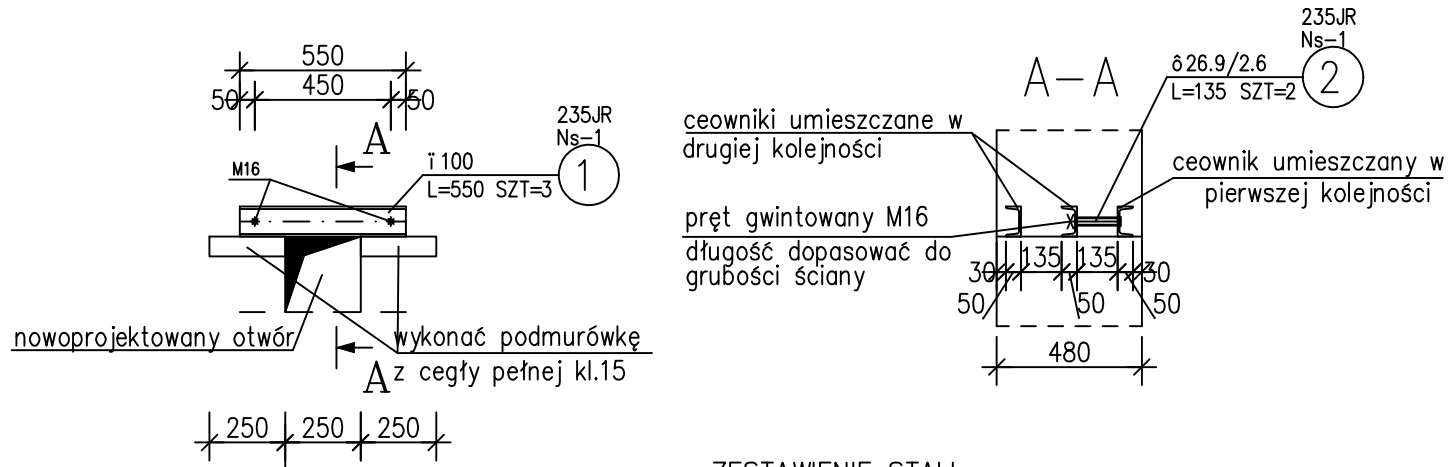 550
50 450 50
M16
A
235JR
Ns-1
1
ï 100
L=550 SZT=3
nowoprojektowany otwór
wykonać podmurówkę
z cegły pełnej kl.15
A
250 250 250
A-A
235JR
Ns-1
2
ô 26.9/2.6
L=135 SZT=2
ceowniki umieszczane w
drugiej kolejności
ceownik umieszczany w
pierwszej kolejności
pręt gwintowany M16
długość dopasować do
grubości ściany
30 135 135 30
50 50 50
480
ZESTAWIENIE STALI